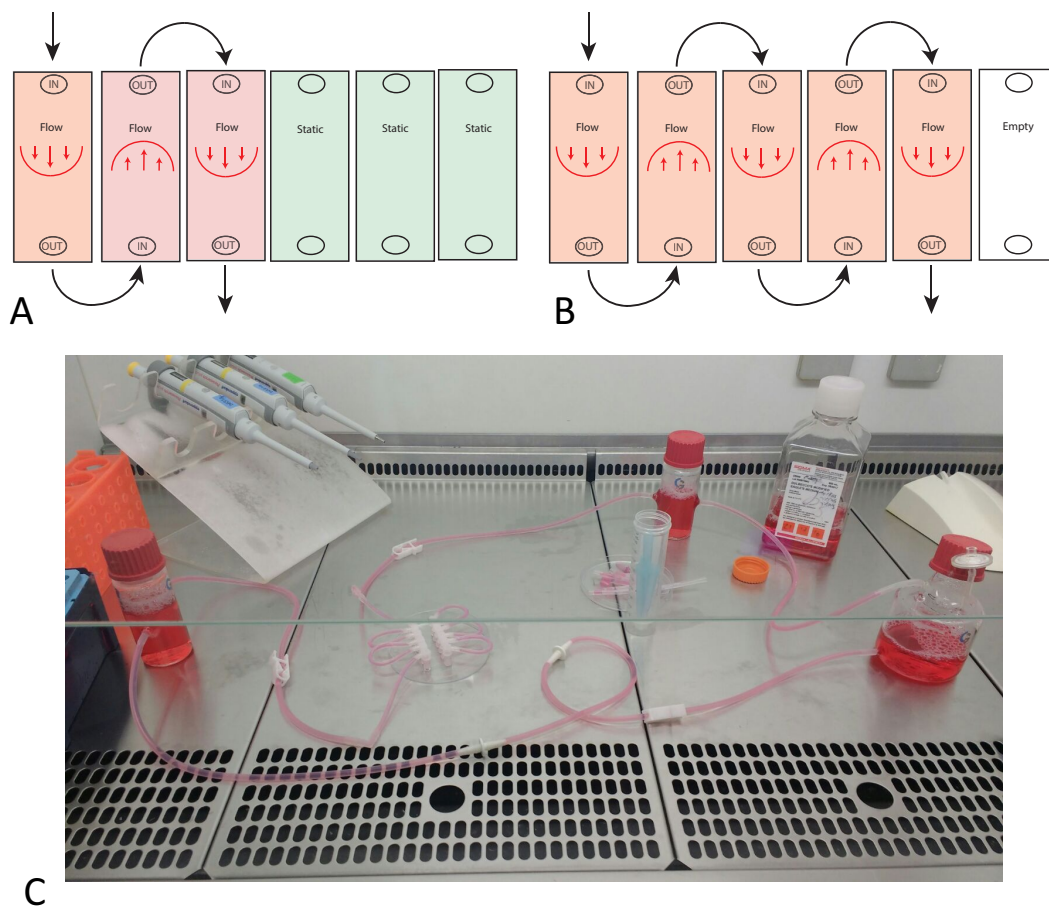 IN OUT IN
Flow Flow Flow Static Static Static
OUT IN OUT
A
IN OUT IN OUT IN
Flow Flow Flow Flow Flow Empty
OUT IN OUT IN OUT
B
C